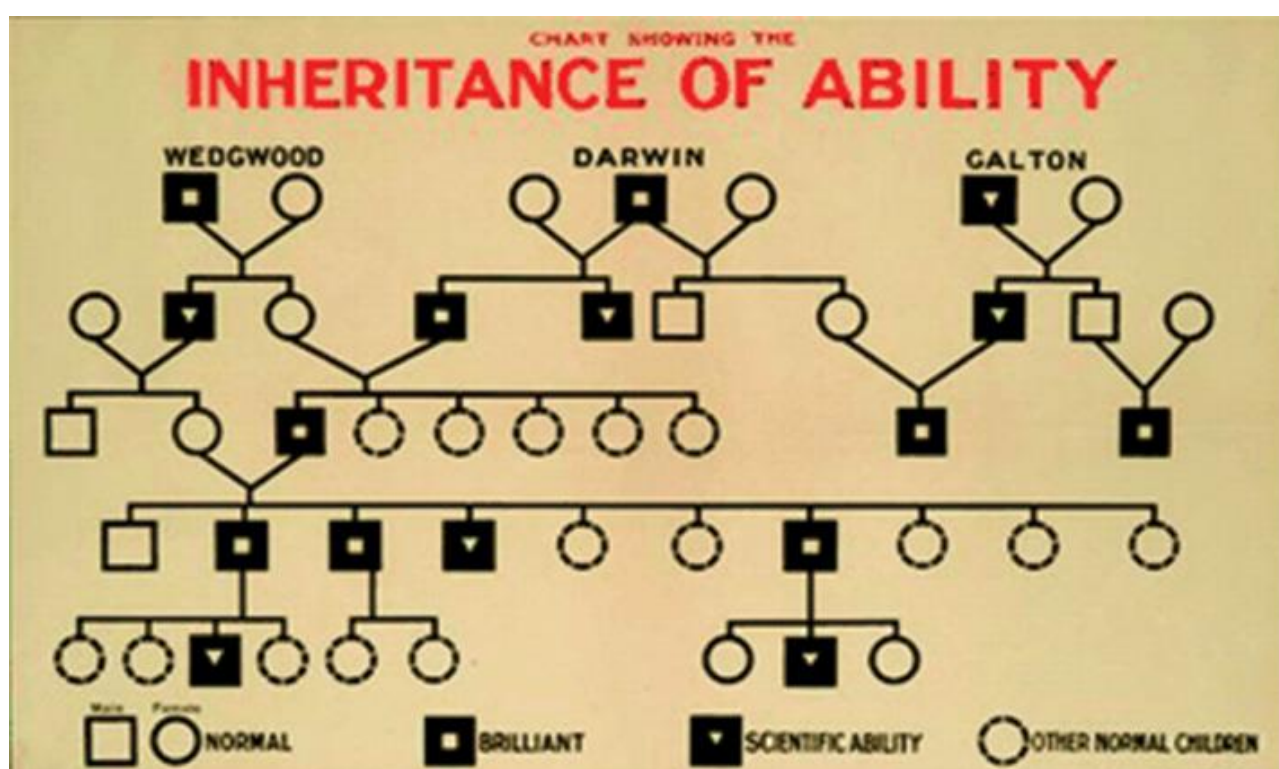 CHART SHOWING THE
INHERITANCE OF ABILITY
WEDGWOOD DARWIN GALTON
Male Female
NORMAL BRILLIANT SCIENTIFIC ABILITY OTHER NORMAL CHILDREN